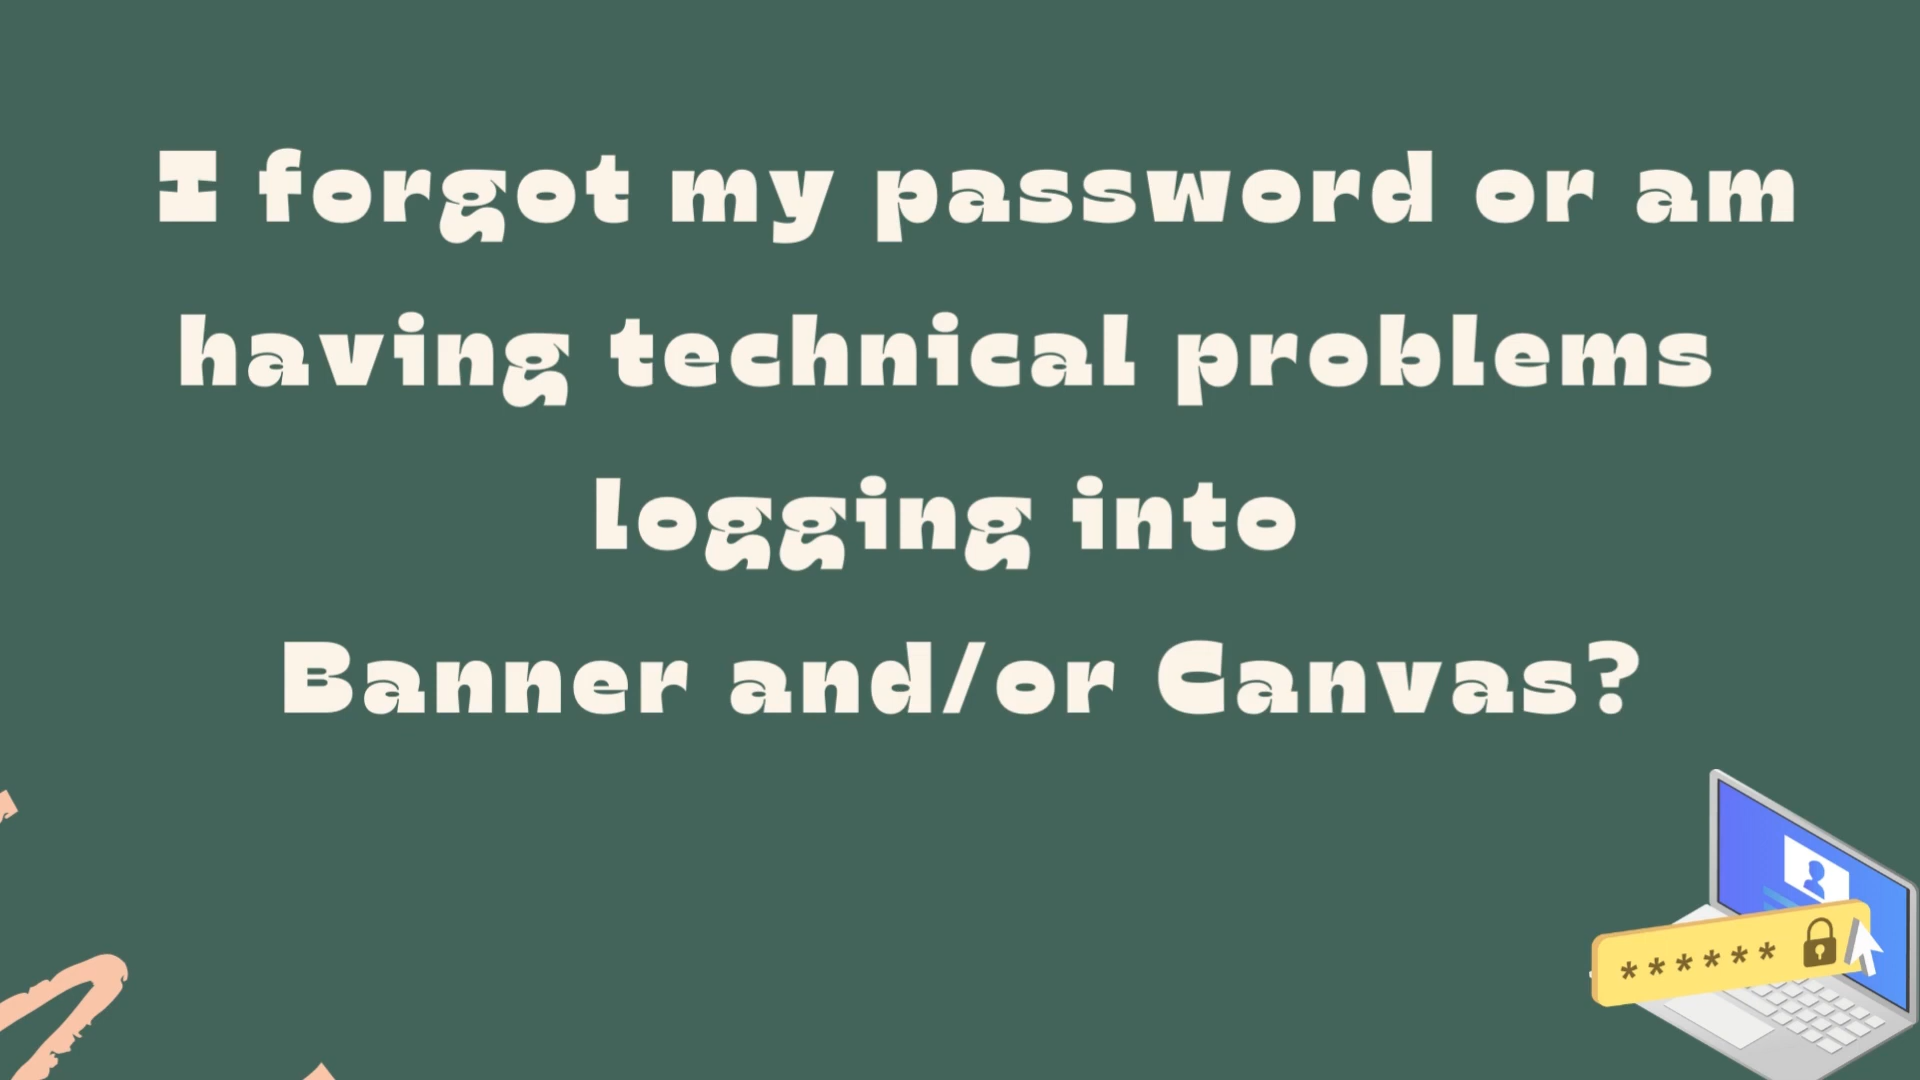 I forgot my password or am
having technical problems
logging into
Banner and/or Canvas?
******